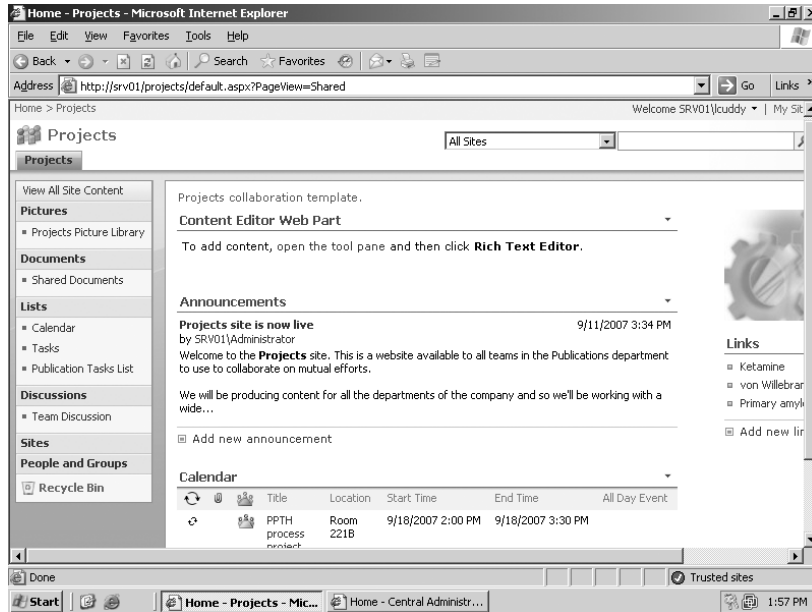 Home - Projects - Microsoft Internet Explorer
File Edit View Favorites Tools Help
Back Search Favorites
Address http://srv01/projects/default.aspx?PageView=Shared Go Links
Home > Projects Welcome SRV01\lcuddy | My Sit
Projects
All Sites
Projects
View All Site Content
Pictures
Projects Picture Library
Documents
Shared Documents
Lists
Calendar
Tasks
Publication Tasks List
Discussions
Team Discussion
Sites
People and Groups
Recycle Bin
Projects collaboration template.
Content Editor Web Part
To add content, open the tool pane and then click Rich Text Editor.
Announcements
Projects site is now live 9/11/2007 3:34 PM
by SRV01\Administrator
Welcome to the Projects site. This is a website available to all teams in the Publications department
to use to collaborate on mutual efforts.
We will be producing content for all the departments of the company and so we'll be working with a
wide...
Add new announcement
Calendar
Title Location Start Time End Time All Day Event
PPTH Room 9/18/2007 2:00 PM 9/18/2007 3:30 PM
process 221B
project
Links
Ketamine
von Willebrar
Primary amyl
Add new lir
Done Trusted sites
Start Home - Projects - Mic... Home - Central Administr... 1:57 PM